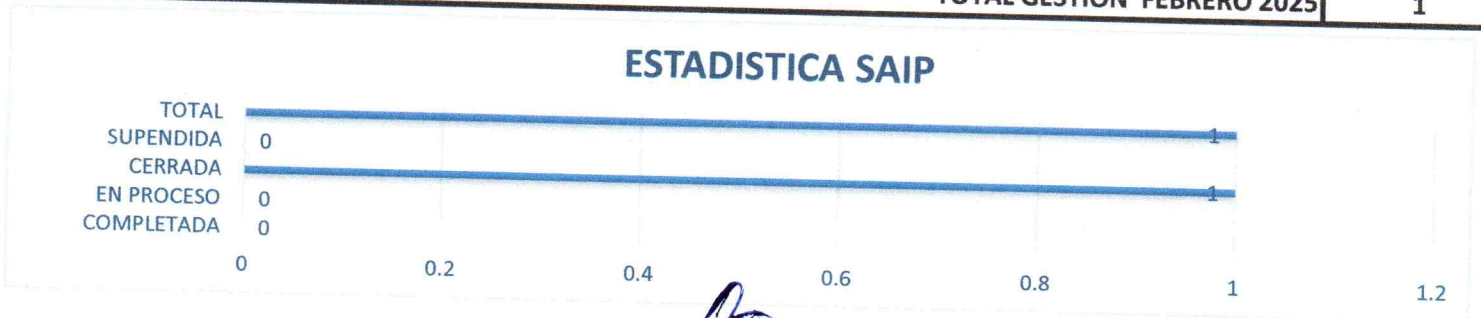 TOTAL GESTION FEBRERO 2025 1
ESTADISTICA SAIP
TOTAL 1
SUPENDIDA 0
CERRADA 1
EN PROCESO 0
COMPLETADA 0
0 0.2 0.4 0.6 0.8 1 1.2